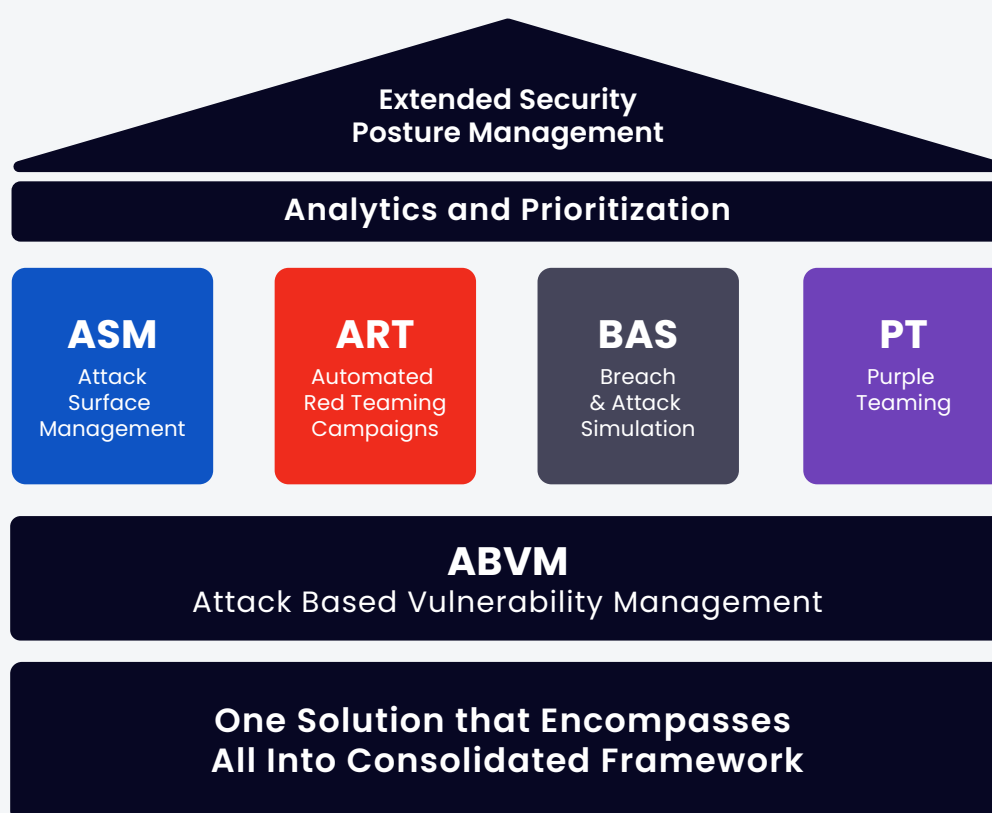 Extended Security
Posture Management
Analytics and Prioritization
ASM
Attack
Surface
Management
ART
Automated
Red Teaming
Campaigns
BAS
Breach
& Attack
Simulation
PT
Purple
Teaming
ABVM
Attack Based Vulnerability Management
One Solution that Encompasses
All Into Consolidated Framework